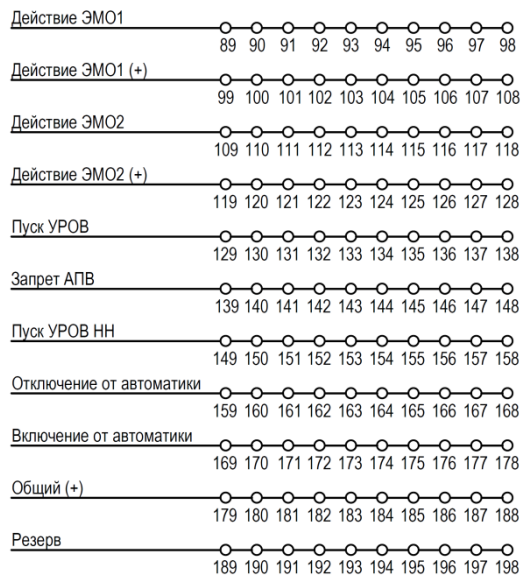 Действие ЭМО1
89 90 91 92 93 94 95 96 97 98
Действие ЭМО1 (+)
99 100 101 102 103 104 105 106 107 108
Действие ЭМО2
109 110 111 112 113 114 115 116 117 118
Действие ЭМО2 (+)
119 120 121 122 123 124 125 126 127 128
Пуск УРОВ
129 130 131 132 133 134 135 136 137 138
Запрет АПВ
139 140 141 142 143 144 145 146 147 148
Пуск УРОВ НН
149 150 151 152 153 154 155 156 157 158
Отключение от автоматики
159 160 161 162 163 164 165 166 167 168
Включение от автоматики
169 170 171 172 173 174 175 176 177 178
Общий (+)
179 180 181 182 183 184 185 186 187 188
Резерв
189 190 191 192 193 194 195 196 197 198